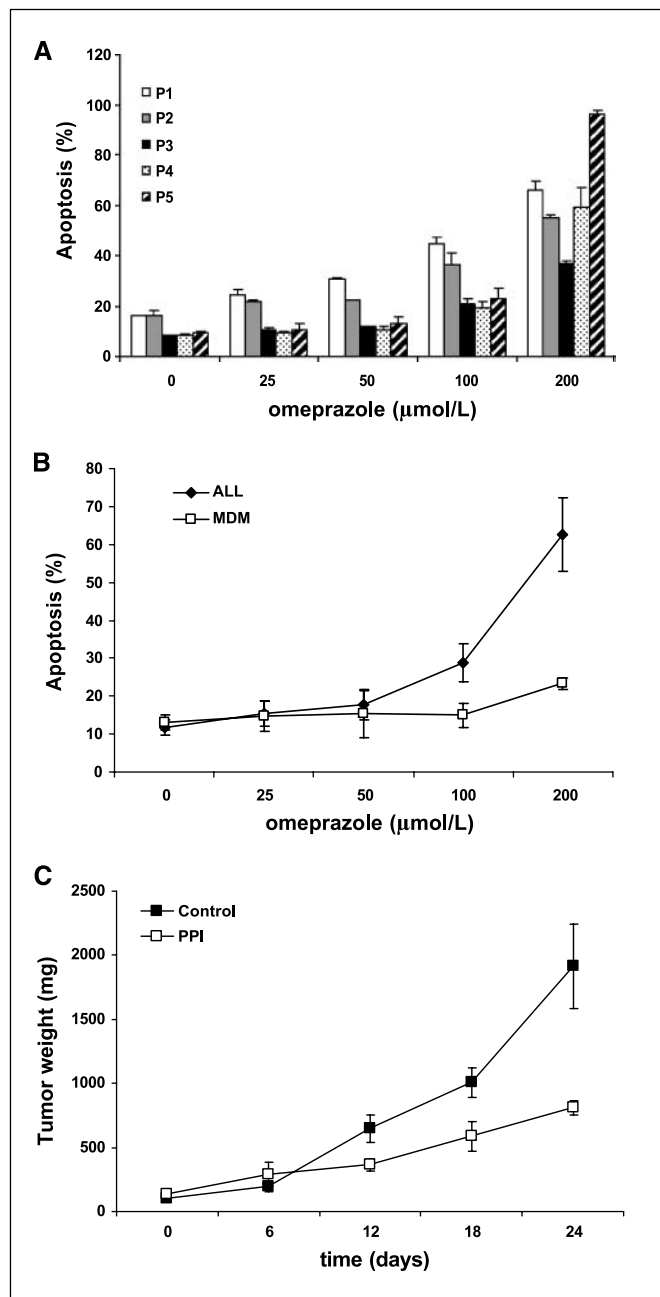 A
120
100
80
60
40
20
0
Apoptosis (%)
P1
P2
P3
P4
P5
0 25 50 100 200
omeprazole (μmol/L)
B
80
70
60
50
40
30
20
10
0
Apoptosis (%)
ALL
MDM
0 25 50 100 200
omeprazole (μmol/L)
C
2500
2000
1500
1000
500
0
Tumor weight (mg)
Control
PPI
0 6 12 18 24
time (days)